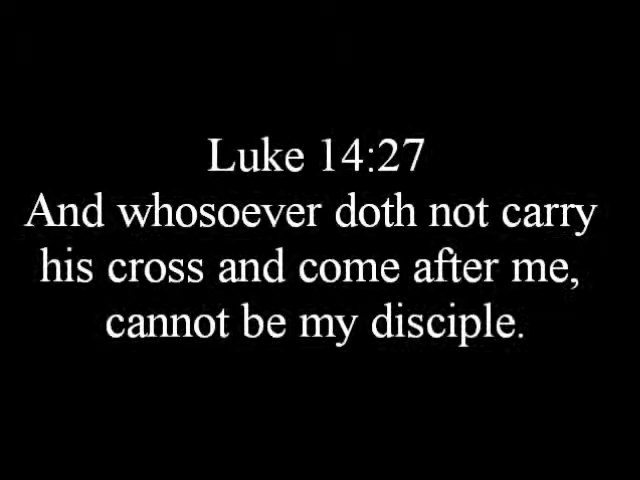 Luke 14:27
And whosoever doth not carry
his cross and come after me,
cannot be my disciple.